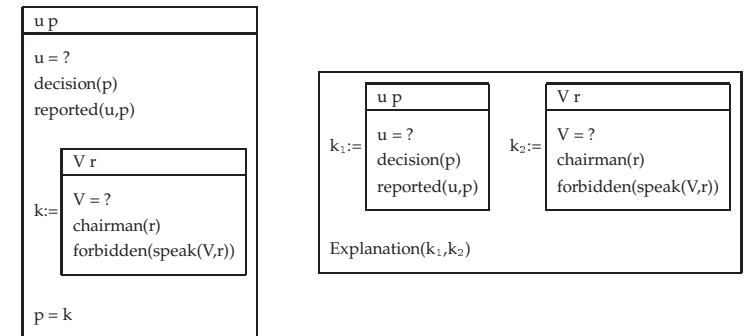 u p
u = ?
decision(p)
reported(u,p)
k:=
V r
V = ?
chairman(r)
forbidden(speak(V,r))
p = k
k₁:=
u p
u = ?
decision(p)
reported(u,p)
k₂:=
V r
V = ?
chairman(r)
forbidden(speak(V,r))
Explanation(k₁,k₂)